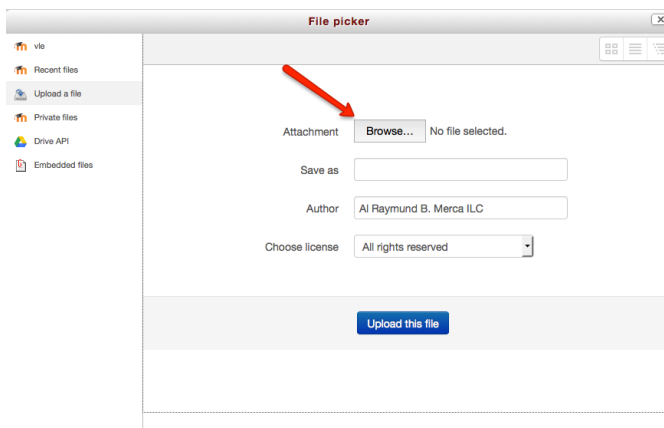 File picker
vle
Recent files
Upload a file
Private files
Drive API
Embedded files
Attachment Browse... No file selected.
Save as
Author Al Raymund B. Merca ILC
Choose license All rights reserved
Upload this file